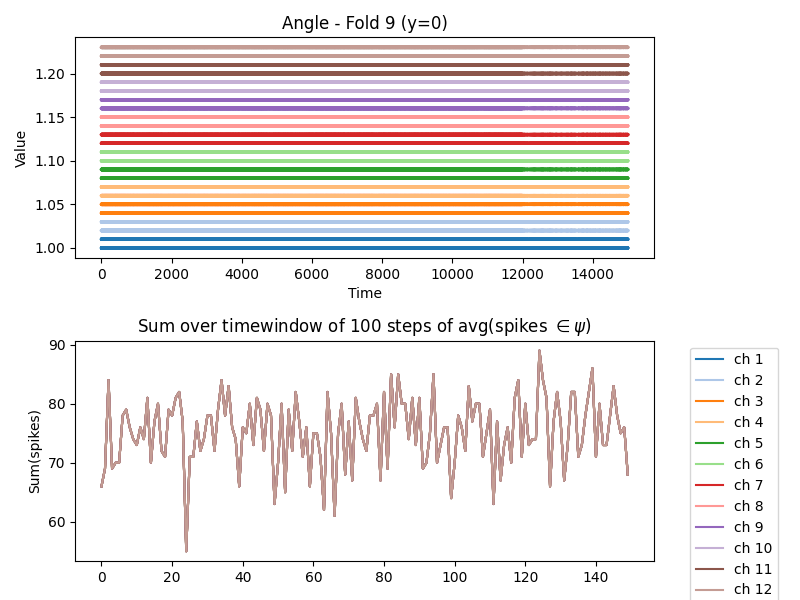 Angle - Fold 9 (y=0)
1.20
1.15
1.10
1.05
1.00
Value
0 2000 4000 6000 8000 10000 12000 14000
Time
Sum over timewindow of 100 steps of avg(spikes ∈ ψ)
90
80
70
60
Sum(spikes)
0 20 40 60 80 100 120 140
ch 1
ch 2
ch 3
ch 4
ch 5
ch 6
ch 7
ch 8
ch 9
ch 10
ch 11
ch 12